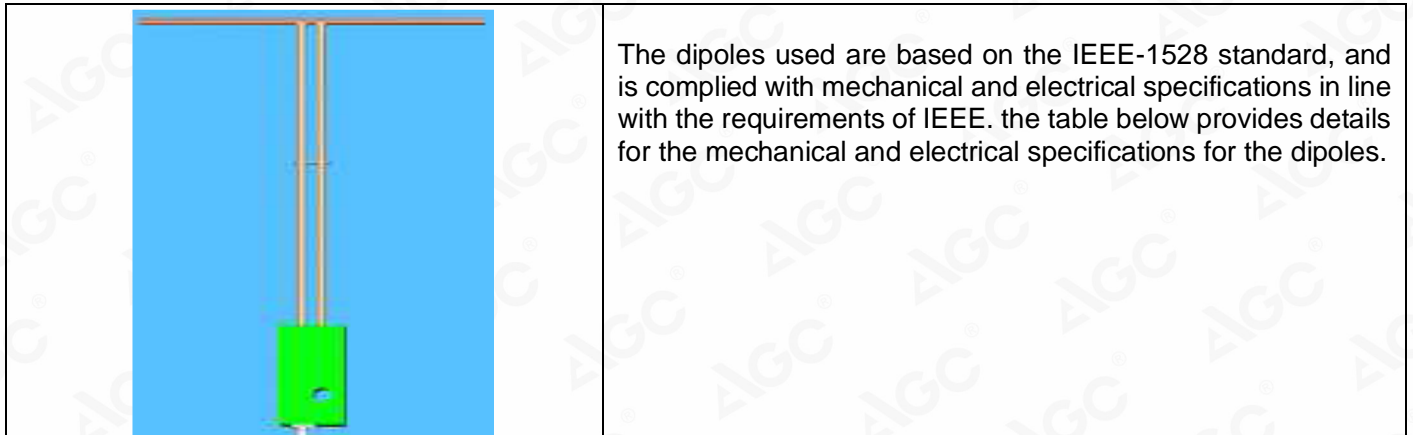 The dipoles used are based on the IEEE-1528 standard, and
is complied with mechanical and electrical specifications in line
with the requirements of IEEE. the table below provides details
for the mechanical and electrical specifications for the dipoles.